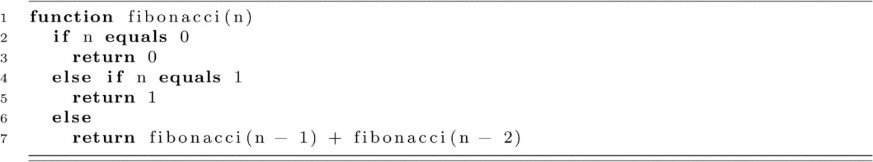 1 function fibonacci(n)
2 if n equals 0
3 return 0
4 else if n equals 1
5 return 1
6 else
7 return fibonacci(n − 1) + fibonacci(n − 2)